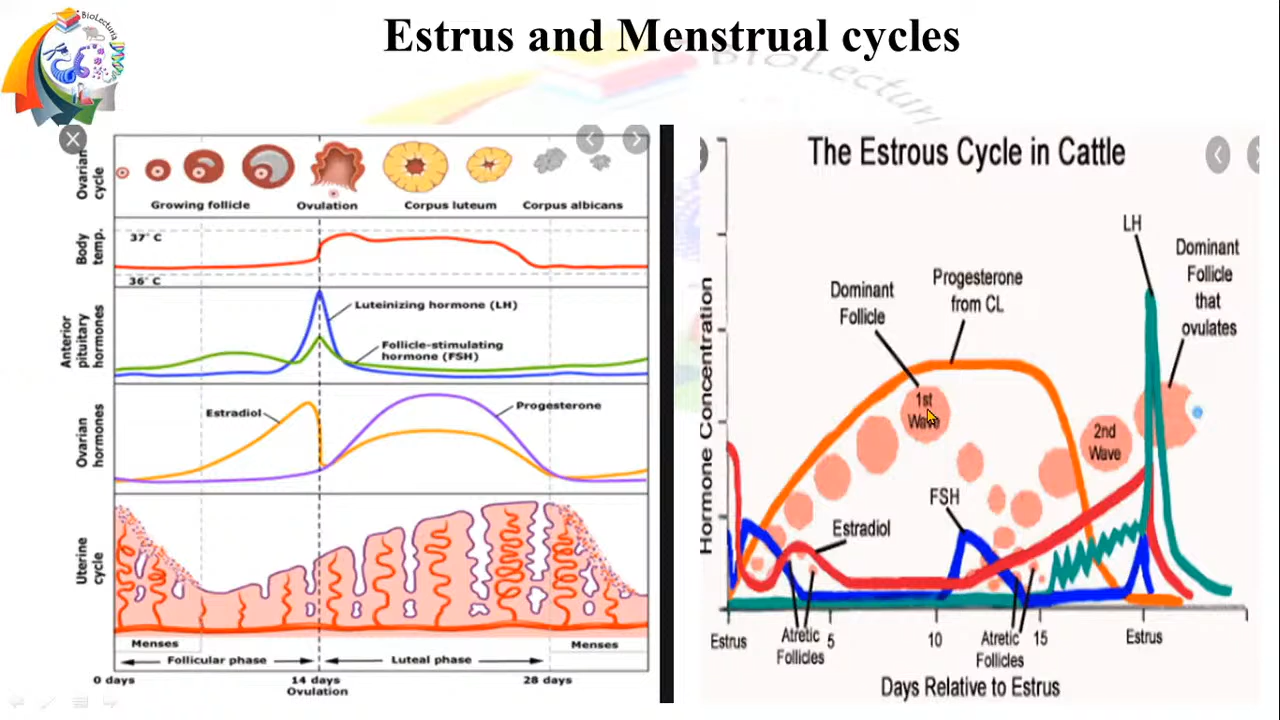 Estrus and Menstrual cycles
BioLecturia
BioLectur
Ovarian
cycle
Growing follicle
Ovulation
Corpus luteum
Corpus albicans
Body
temp.
37° C
36° C
Anterior
pituitary
hormones
Luteinizing hormone (LH)
Follicle-stimulating
hormone (FSH)
Ovarian
hormones
Estradiol
Progesterone
Uterine
cycle
Menses
Menses
Follicular phase
Luteal phase
0 days
14 days
Ovulation
28 days
The Estrous Cycle in Cattle
Hormone Concentration
LH
Dominant
Follicle
that
ovulates
Progesterone
from CL
Dominant
Follicle
1st
Wave
2nd
Wave
FSH
Estradiol
Estrus
Atretic
Follicles
5
10
Atretic
Follicles
15
Estrus
Days Relative to Estrus